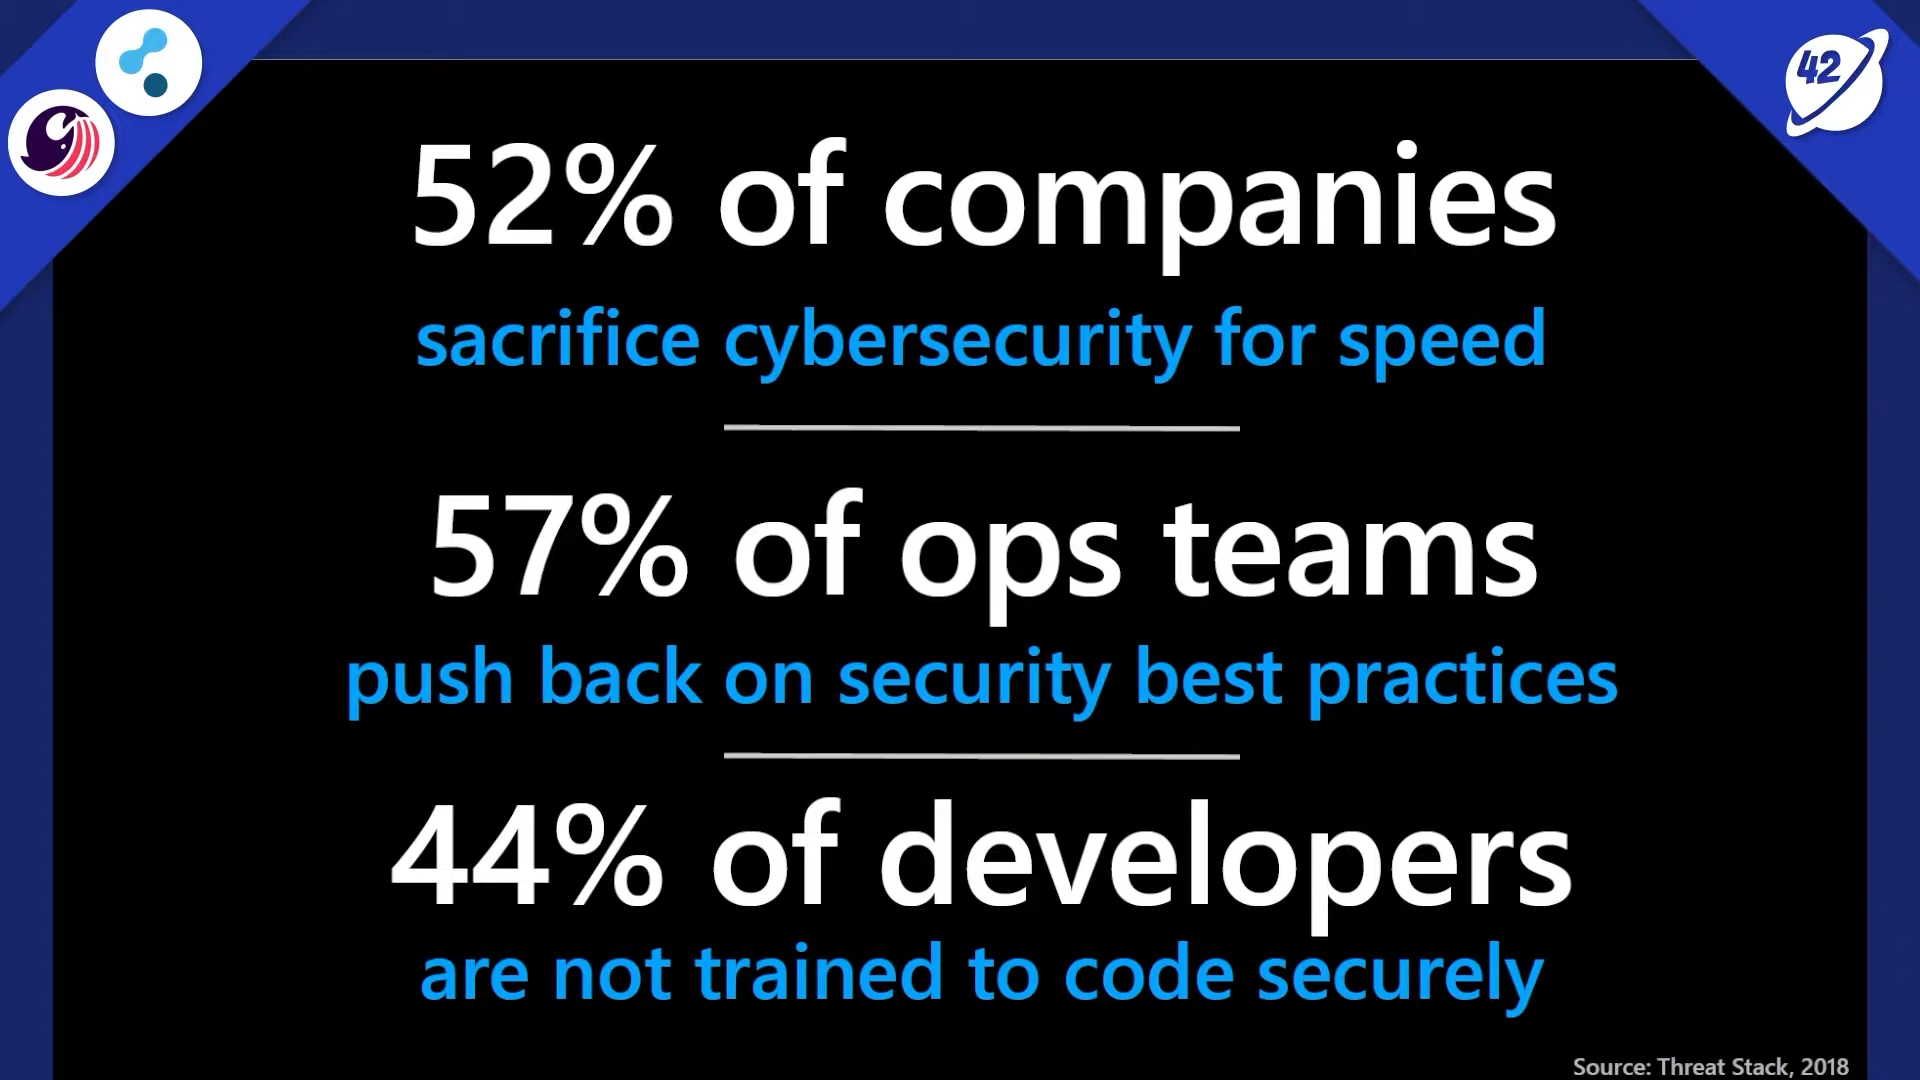 42
52% of companies
sacrifice cybersecurity for speed
57% of ops teams
push back on security best practices
44% of developers
are not trained to code securely
Source: Threat Stack, 2018